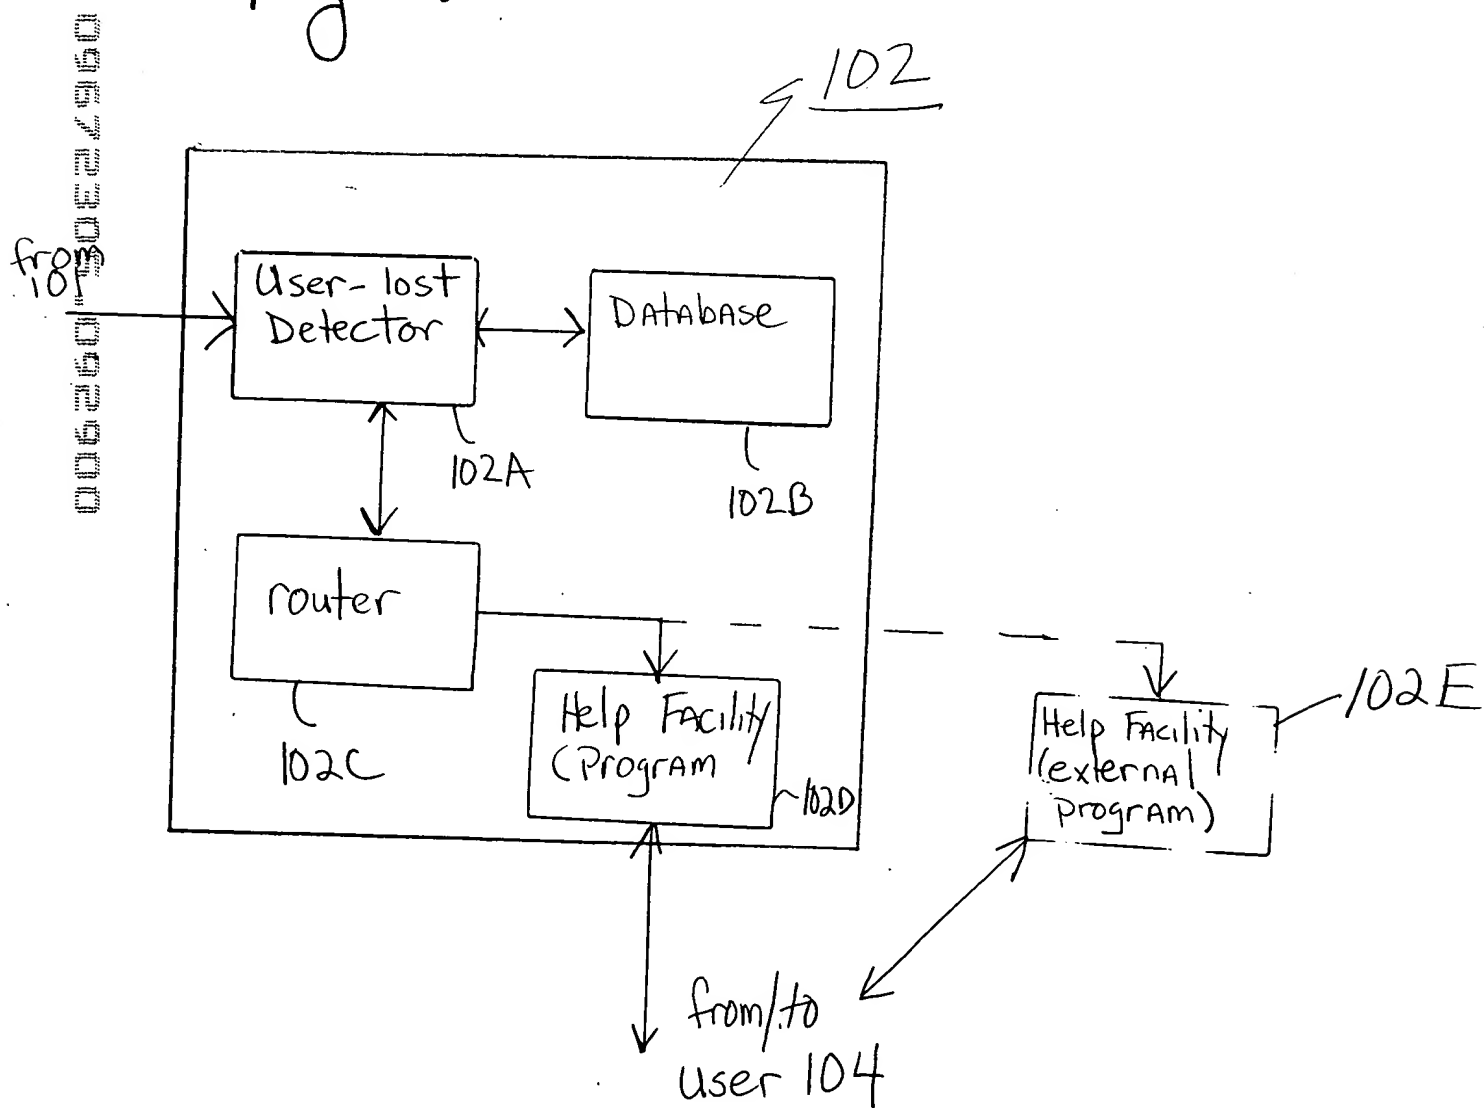 102
from
101
User-lost
Detector
Database
102A
102B
router
102C
Help Facility
(Program
102D
Help Facility
(external
program)
102E
from/to
user 104